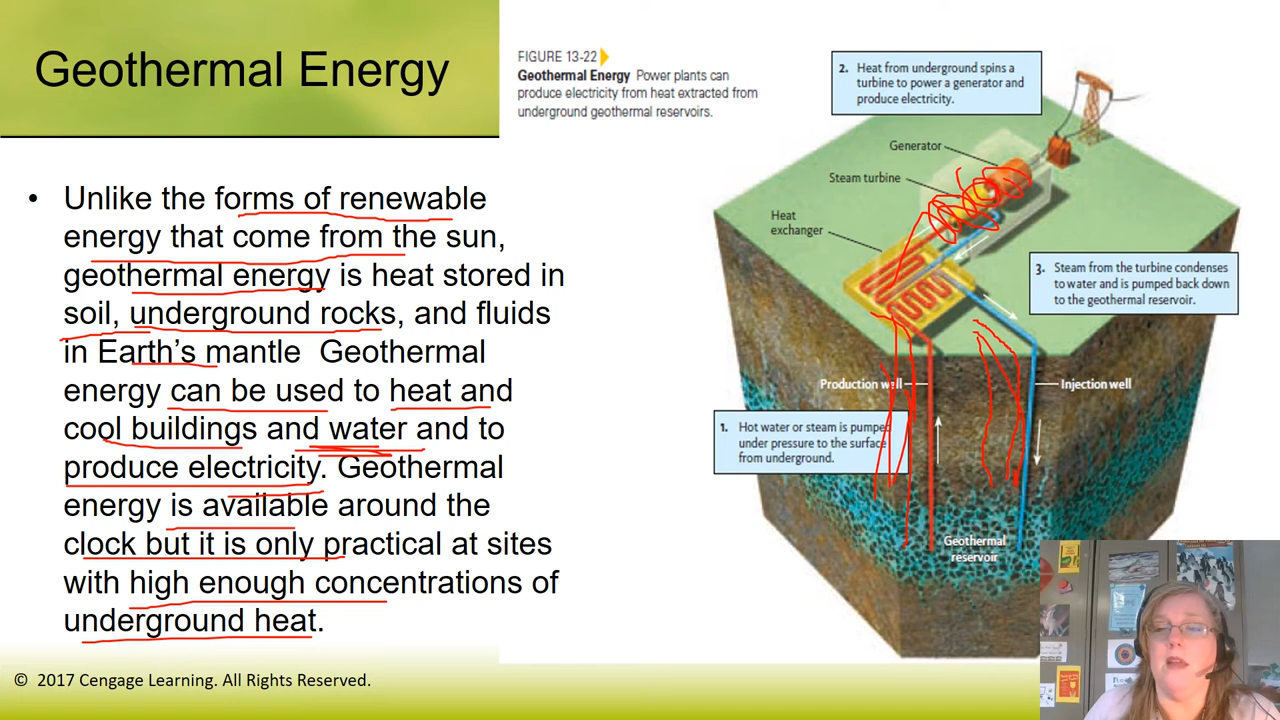 Geothermal Energy
• Unlike the forms of renewable
energy that come from the sun,
geothermal energy is heat stored in
soil, underground rocks, and fluids
in Earth’s mantle Geothermal
energy can be used to heat and
cool buildings and water and to
produce electricity. Geothermal
energy is available around the
clock but it is only practical at sites
with high enough concentrations of
underground heat.
© 2017 Cengage Learning. All Rights Reserved.
FIGURE 13-22
Geothermal Energy Power plants can
produce electricity from heat extracted from
underground geothermal reservoirs.
2. Heat from underground spins a
turbine to power a generator and
produce electricity.
Generator
Steam turbine
Heat
exchanger
3. Steam from the turbine condenses
to water and is pumped back down
to the geothermal reservoir.
Production well
Injection well
1. Hot water or steam is pumped
under pressure to the surface
from underground.
Geothermal
reservoir